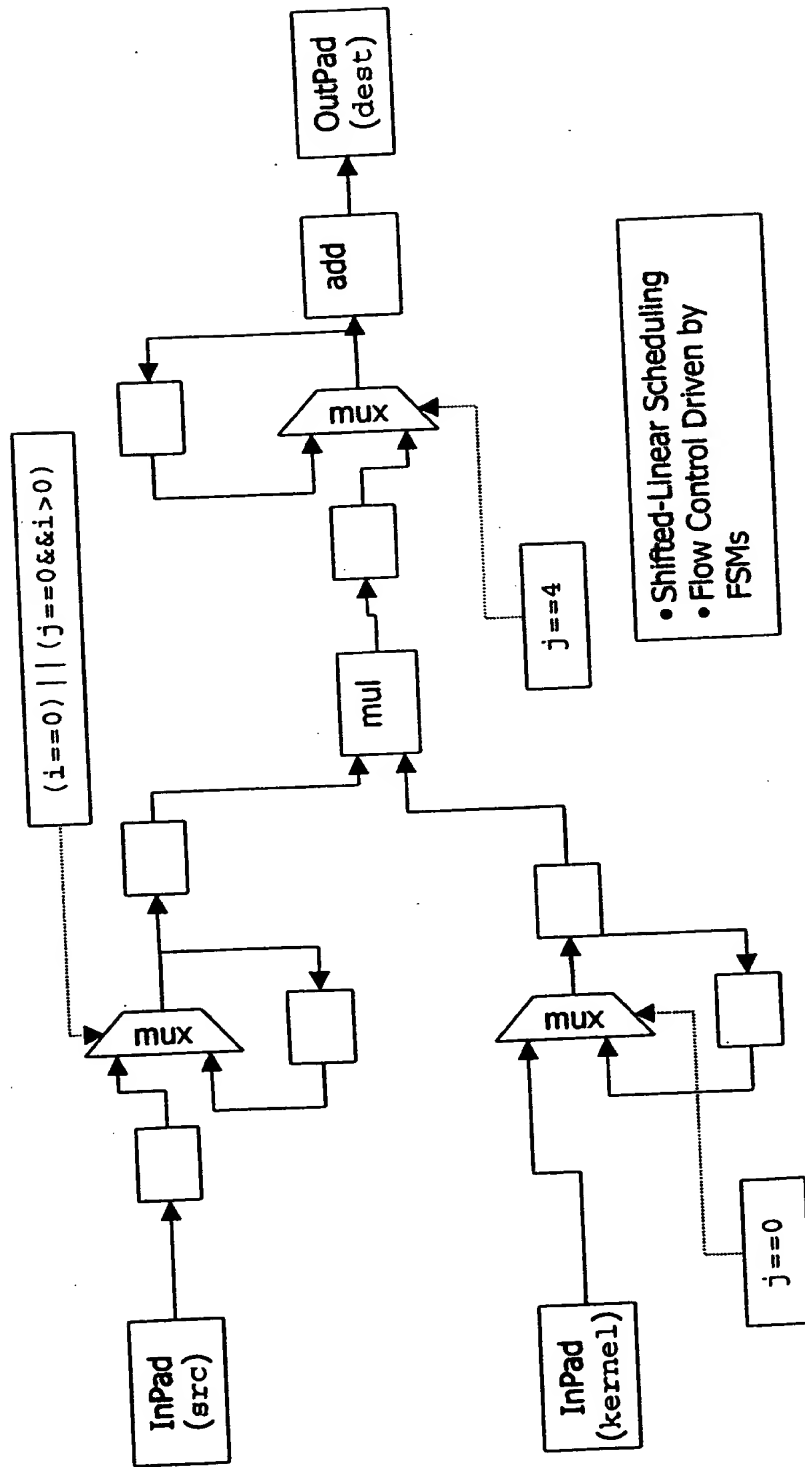 InPad
(src)
mux
(i==0)||(j==0&&i>0)
InPad
(kernel)
mux
j==0
mul
mux
j==4
add
OutPad
(dest)
• Shifted-Linear Scheduling
• Flow Control Driven by
FSMs